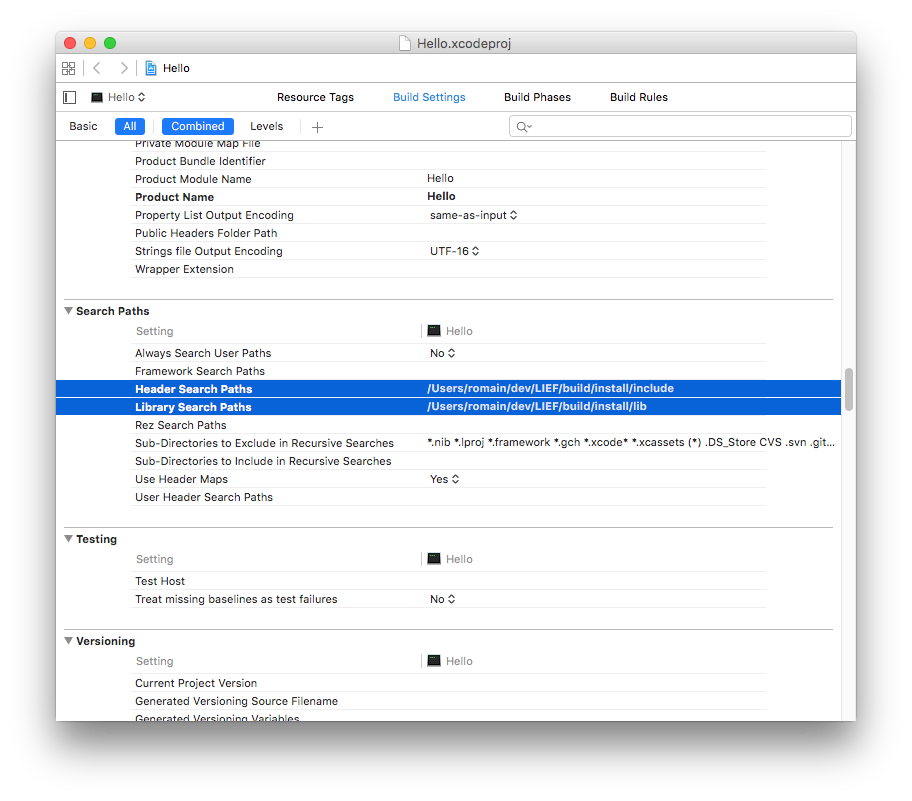 Hello.xcodeproj
Hello
Hello
Resource Tags Build Settings Build Phases Build Rules
Basic All Combined Levels
Private Module Map File
Product Bundle Identifier
Product Module Name Hello
Product Name Hello
Property List Output Encoding same-as-input
Public Headers Folder Path
Strings file Output Encoding UTF-16
Wrapper Extension
Search Paths
Setting Hello
Always Search User Paths No
Framework Search Paths
Header Search Paths /Users/romain/dev/LIEF/build/install/include
Library Search Paths /Users/romain/dev/LIEF/build/install/lib
Rez Search Paths
Sub-Directories to Exclude in Recursive Searches *.nib *.lproj *.framework *.gch *.xcode* *.xcassets (*) .DS_Store CVS .svn .git...
Sub-Directories to Include in Recursive Searches
Use Header Maps Yes
User Header Search Paths
Testing
Setting Hello
Test Host
Treat missing baselines as test failures No
Versioning
Setting Hello
Current Project Version
Generated Versioning Source Filename
Generated Versioning Variables